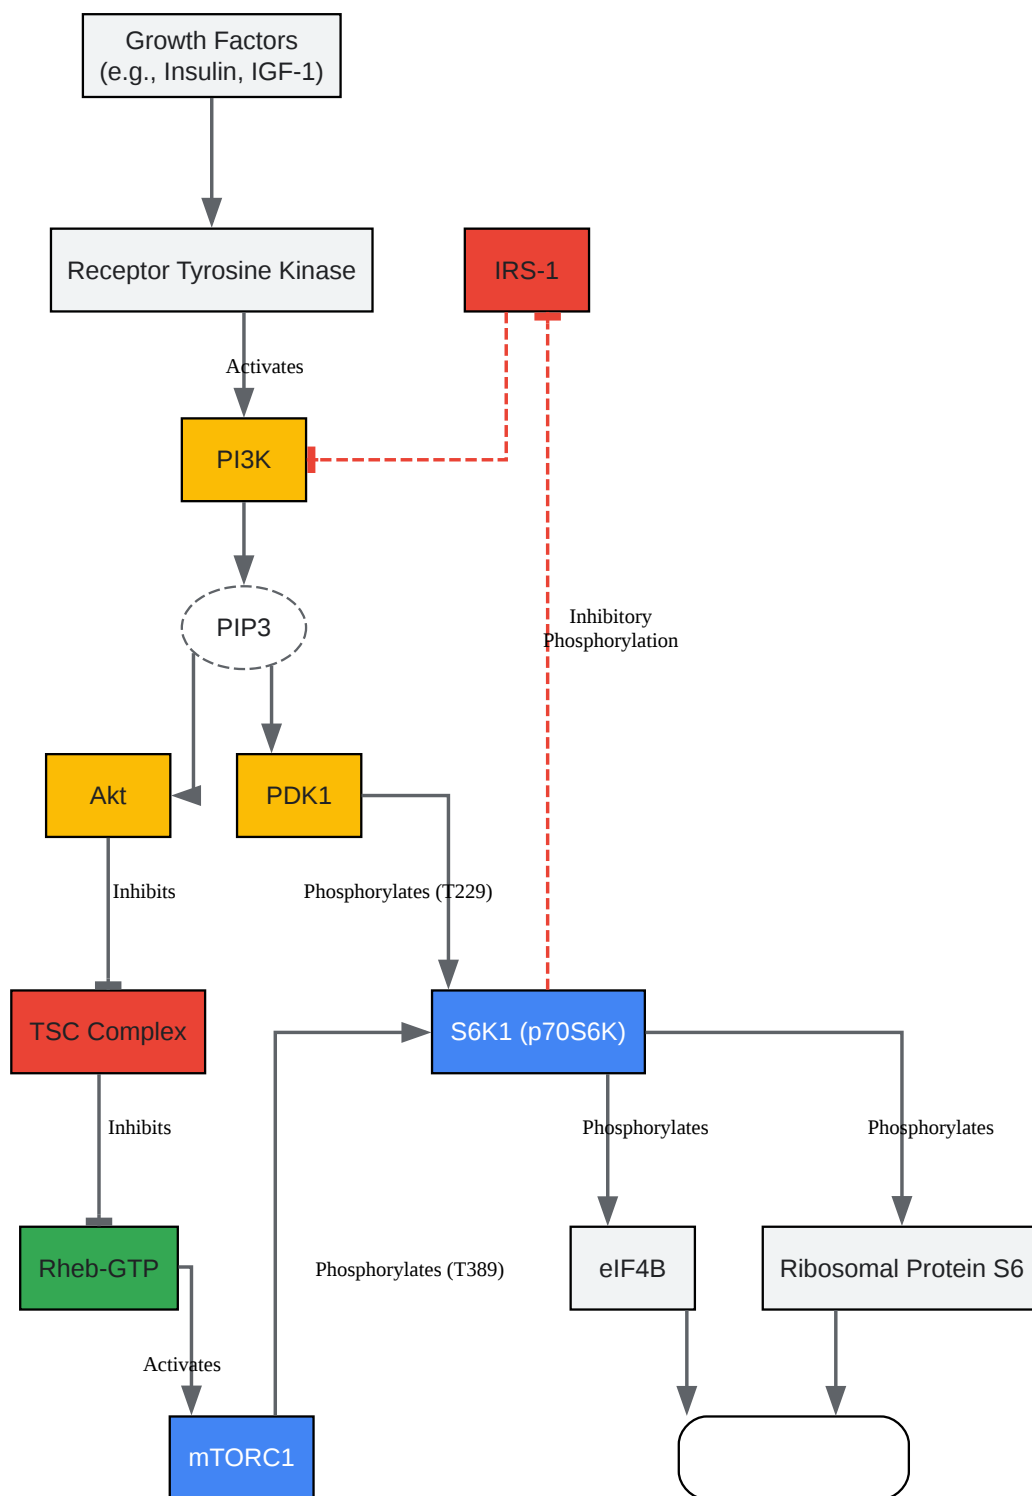 Growth Factors
(e.g., Insulin, IGF-1)
Receptor Tyrosine Kinase
IRS-1
Activates
PI3K
Inhibitory
Phosphorylation
PIP3
Akt
PDK1
Inhibits
Phosphorylates (T229)
TSC Complex
S6K1 (p70S6K)
Inhibits
Phosphorylates
Phosphorylates
Rheb-GTP
Phosphorylates (T389)
eIF4B
Ribosomal Protein S6
Activates
mTORC1